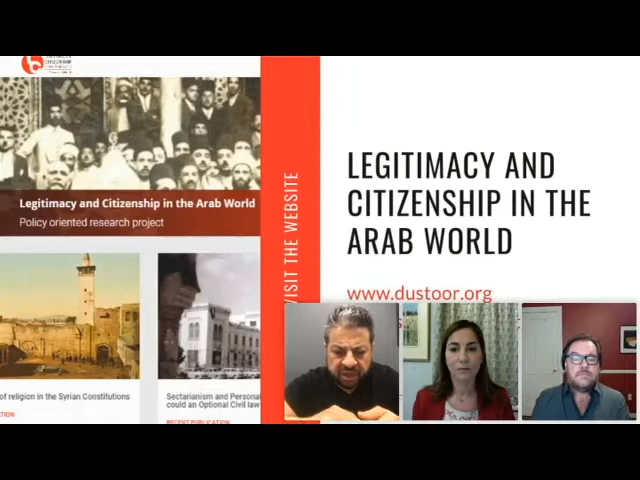 CITIZENSHIP
Legitimacy and Citizenship in the Arab World
Policy oriented research project
of religion in the Syrian Constitutions
Sectarianism and Personal
could an Optional Civil law
RECENT PUBLICATION
VISIT THE WEBSITE
LEGITIMACY AND
CITIZENSHIP IN THE
ARAB WORLD
www.dustoor.org